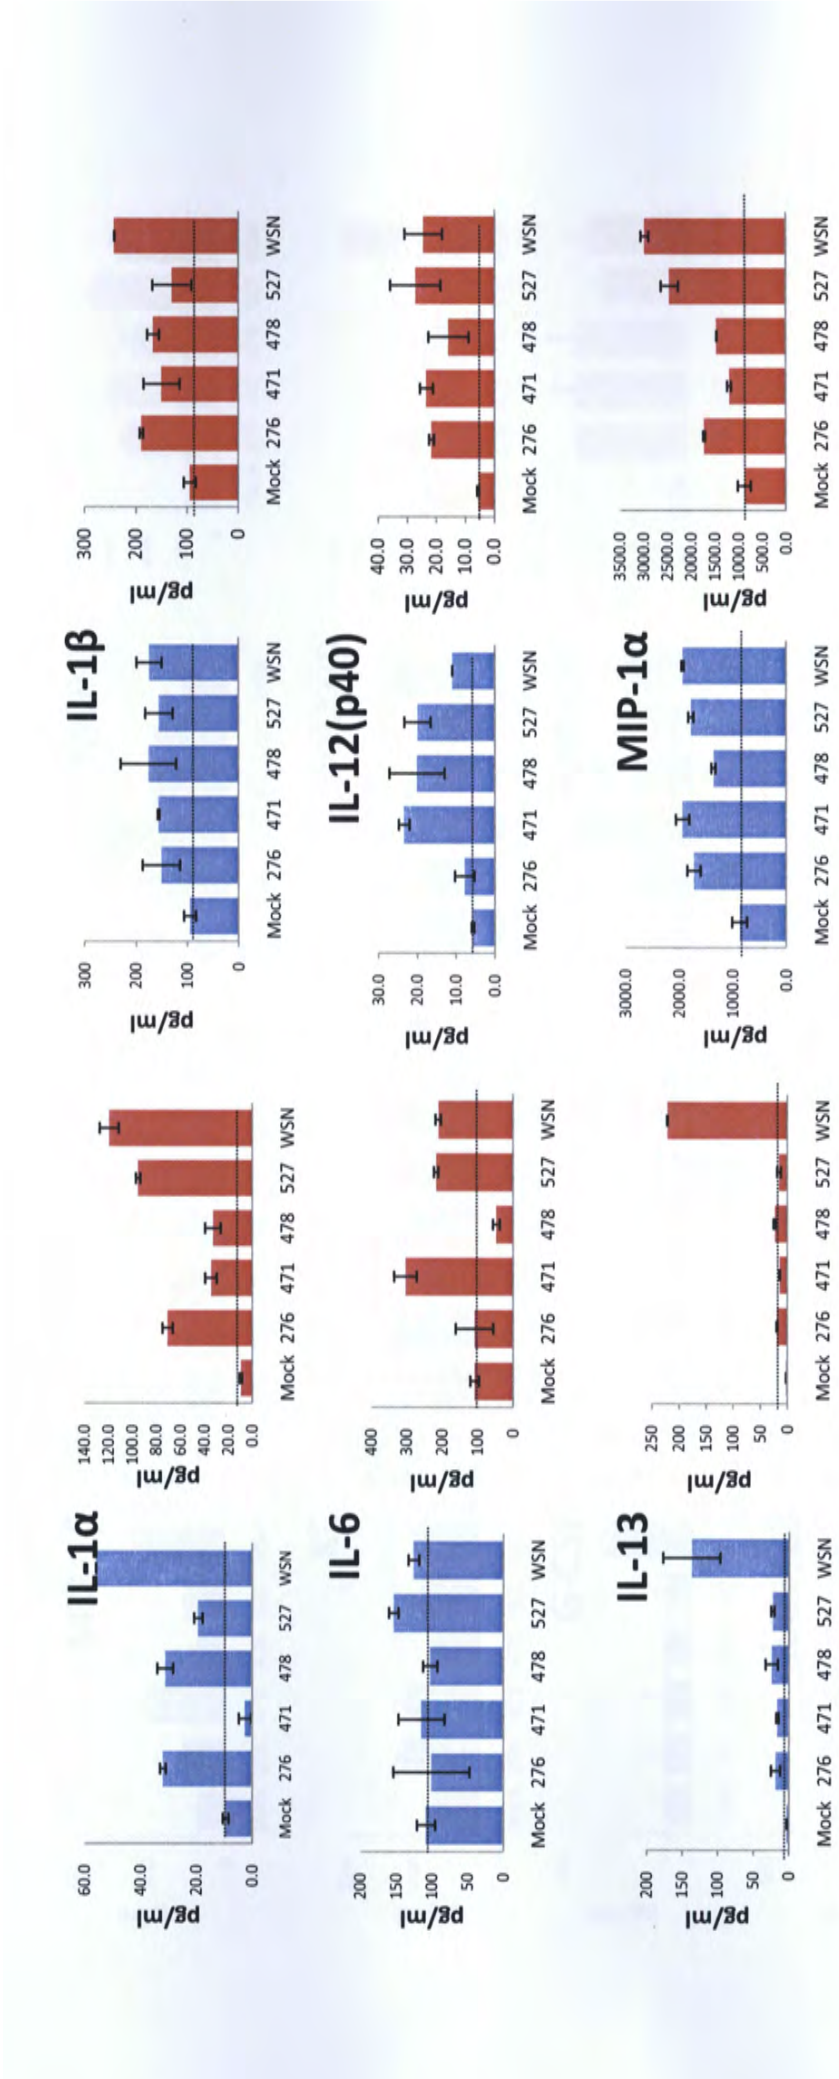 IL-1α
pg/ml
60.0
40.0
20.0
0.0
Mock 276 471 478 527 WSN
pg/ml
140.0
120.0
100.0
80.0
60.0
40.0
20.0
0.0
Mock 276 471 478 527 WSN
IL-1β
pg/ml
300
200
100
0
Mock 276 471 478 527 WSN
pg/ml
300
200
100
0
Mock 276 471 478 527 WSN
IL-6
pg/ml
200
150
100
50
0
Mock 276 471 478 527 WSN
pg/ml
400
300
200
100
0
Mock 276 471 478 527 WSN
IL-12(p40)
pg/ml
30.0
20.0
10.0
0.0
Mock 276 471 478 527 WSN
pg/ml
40.0
30.0
20.0
10.0
0.0
Mock 276 471 478 527 WSN
IL-13
pg/ml
200
150
100
50
0
Mock 276 471 478 527 WSN
pg/ml
250
200
150
100
50
0
Mock 276 471 478 527 WSN
MIP-1α
pg/ml
3000.0
2000.0
1000.0
0.0
Mock 276 471 478 527 WSN
pg/ml
3500.0
3000.0
2500.0
2000.0
1500.0
1000.0
500.0
0.0
Mock 276 471 478 527 WSN